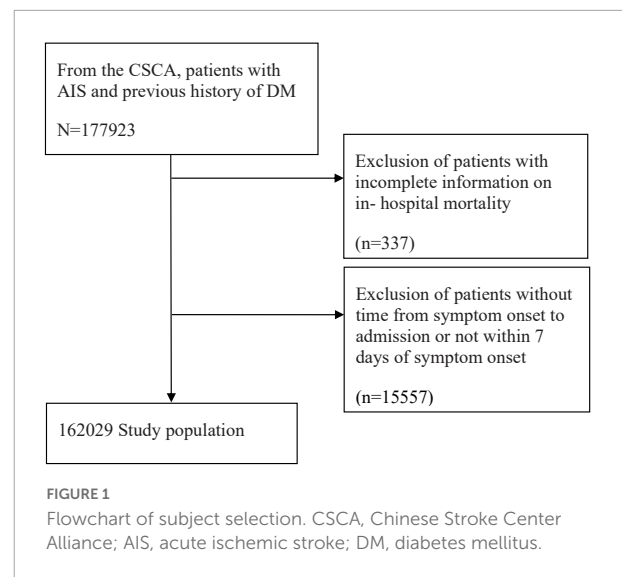 From the CSCA, patients with
AIS and previous history of DM
N=177923
Exclusion of patients with
incomplete information on
in- hospital mortality
(n=337)
Exclusion of patients without
time from symptom onset to
admission or not within 7
days of symptom onset
(n=15557)
162029 Study population
FIGURE 1
Flowchart of subject selection. CSCA, Chinese Stroke Center
Alliance; AIS, acute ischemic stroke; DM, diabetes mellitus.